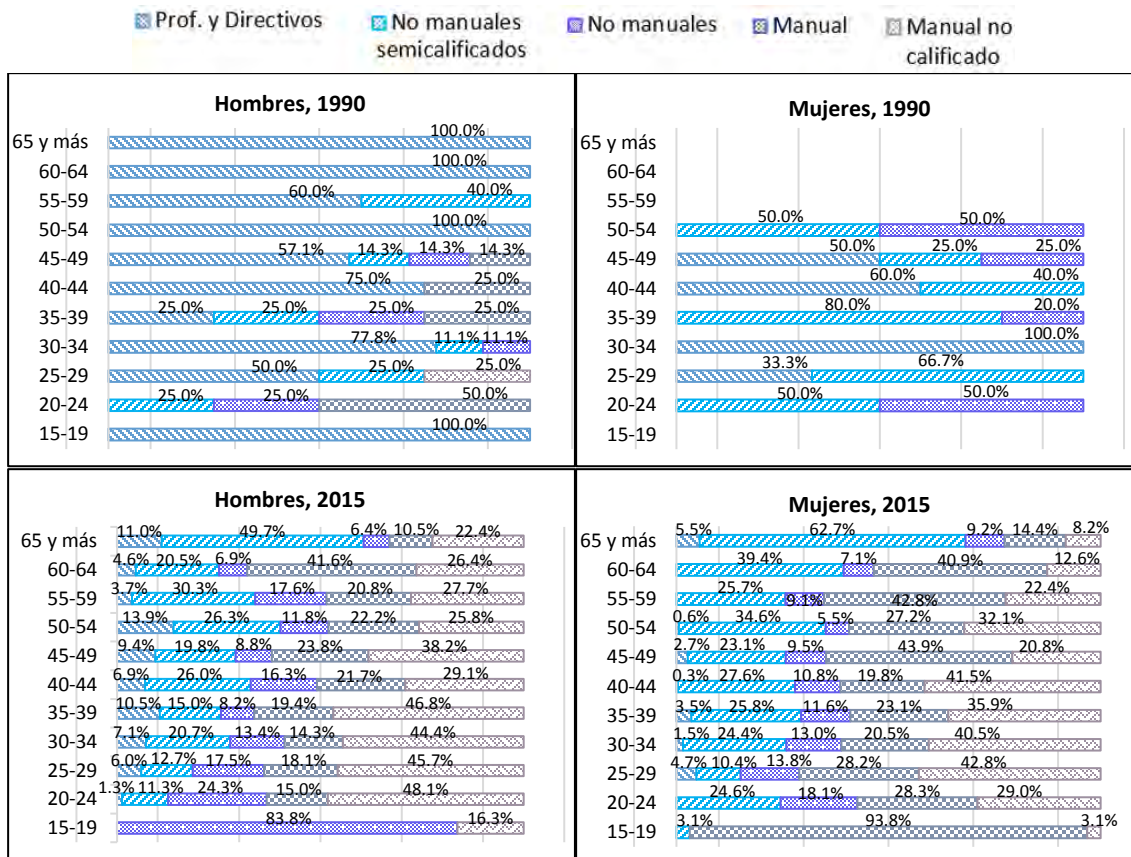 Prof. y Directivos No manuales semicalificados No manuales Manual Manual no calificado
Hombres, 1990
65 y más 100.0%
60-64 100.0%
55-59 60.0% 40.0%
50-54 100.0%
45-49 57.1% 14.3% 14.3% 14.3%
40-44 75.0% 25.0%
35-39 25.0% 25.0% 25.0% 25.0%
30-34 77.8% 11.1% 11.1%
25-29 50.0% 25.0% 25.0%
20-24 25.0% 25.0% 50.0%
15-19 100.0%
Mujeres, 1990
65 y más
60-64
55-59
50-54 50.0% 50.0%
45-49 50.0% 25.0% 25.0%
40-44 60.0% 40.0%
35-39 80.0% 20.0%
30-34 100.0%
25-29 33.3% 66.7%
20-24 50.0% 50.0%
15-19
Hombres, 2015
65 y más 11.0% 49.7% 6.4% 10.5% 22.4%
60-64 4.6% 20.5% 6.9% 41.6% 26.4%
55-59 3.7% 30.3% 17.6% 20.8% 27.7%
50-54 13.9% 26.3% 11.8% 22.2% 25.8%
45-49 9.4% 19.8% 8.8% 23.8% 38.2%
40-44 6.9% 26.0% 16.3% 21.7% 29.1%
35-39 10.5% 15.0% 8.2% 19.4% 46.8%
30-34 7.1% 20.7% 13.4% 14.3% 44.4%
25-29 6.0% 12.7% 17.5% 18.1% 45.7%
20-24 1.3% 11.3% 24.3% 15.0% 48.1%
15-19 83.8% 16.3%
Mujeres, 2015
65 y más 5.5% 62.7% 9.2% 14.4% 8.2%
60-64 39.4% 7.1% 40.9% 12.6%
55-59 25.7% 9.1% 42.8% 22.4%
50-54 0.6% 34.6% 5.5% 27.2% 32.1%
45-49 2.7% 23.1% 9.5% 43.9% 20.8%
40-44 0.3% 27.6% 10.8% 19.8% 41.5%
35-39 3.5% 25.8% 11.6% 23.1% 35.9%
30-34 1.5% 24.4% 13.0% 20.5% 40.5%
25-29 4.7% 10.4% 13.8% 28.2% 42.8%
20-24 24.6% 18.1% 28.3% 29.0%
15-19 3.1% 93.8% 3.1%